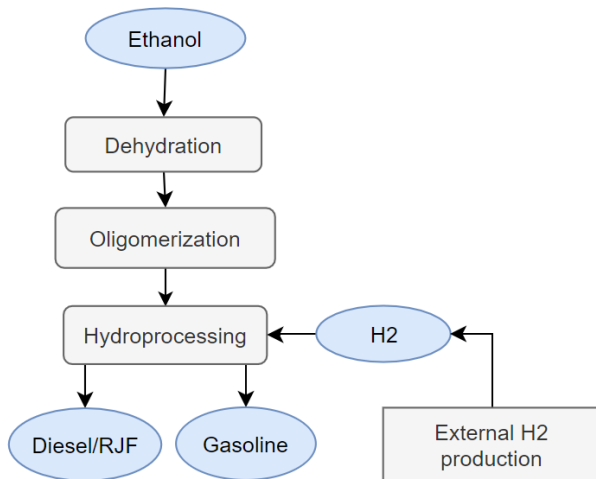 Ethanol
Dehydration
Oligomerization
Hydroprocessing
H2
Diesel/RJF
Gasoline
External H2
production